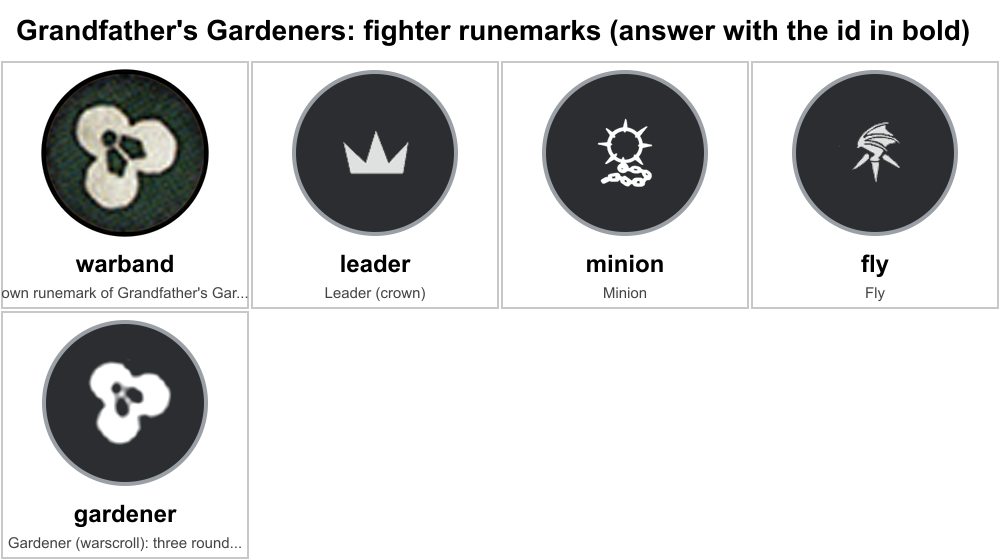 Grandfather's Gardeners: fighter runemarks (answer with the id in bold)
warband
own runemark of Grandfather's Gar...
leader
Leader (crown)
minion
Minion
fly
Fly
gardener
Gardener (warscroll): three round...